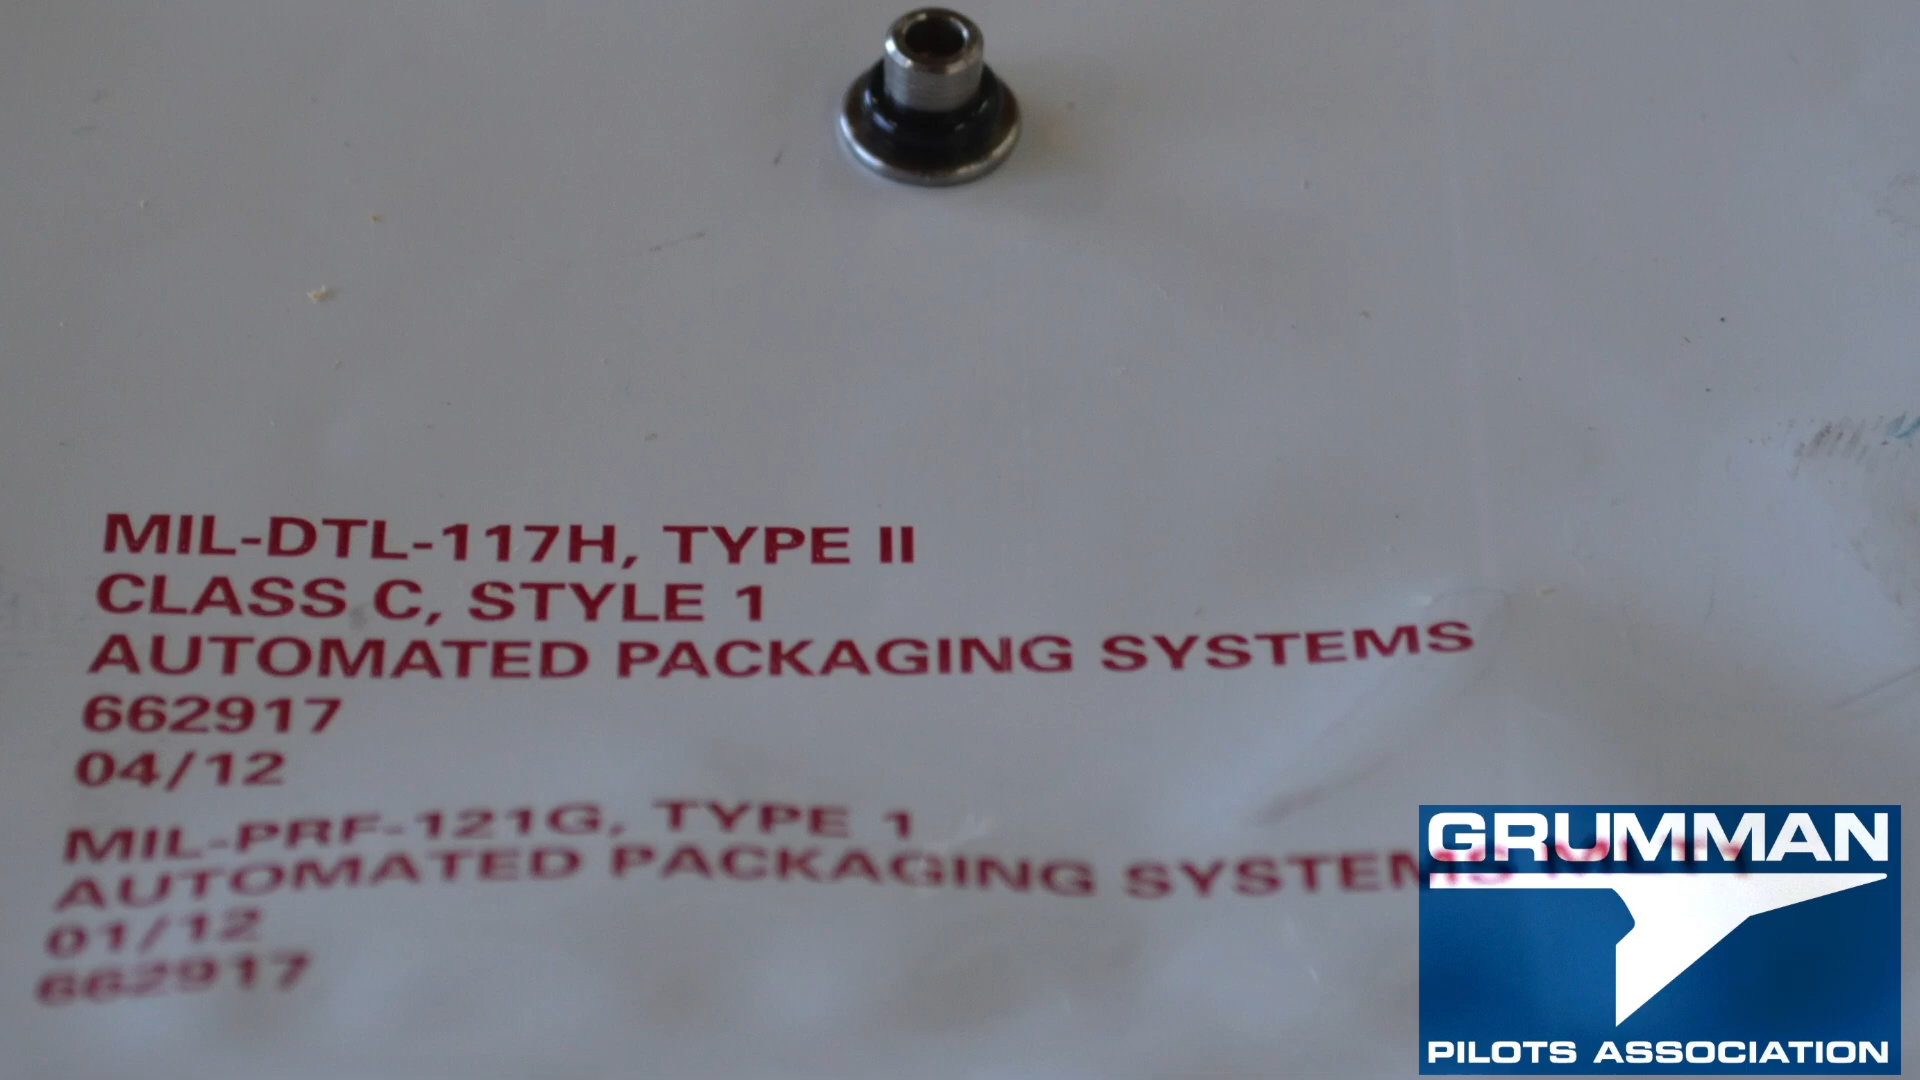 MIL-DTL-117H, TYPE II
CLASS C, STYLE 1
AUTOMATED PACKAGING SYSTEMS
662917
04/12
MIL-PRF-121G, TYPE 1
AUTOMATED PACKAGING SYSTEMS
01/12
662917
GRUMMAN
PILOTS ASSOCIATION